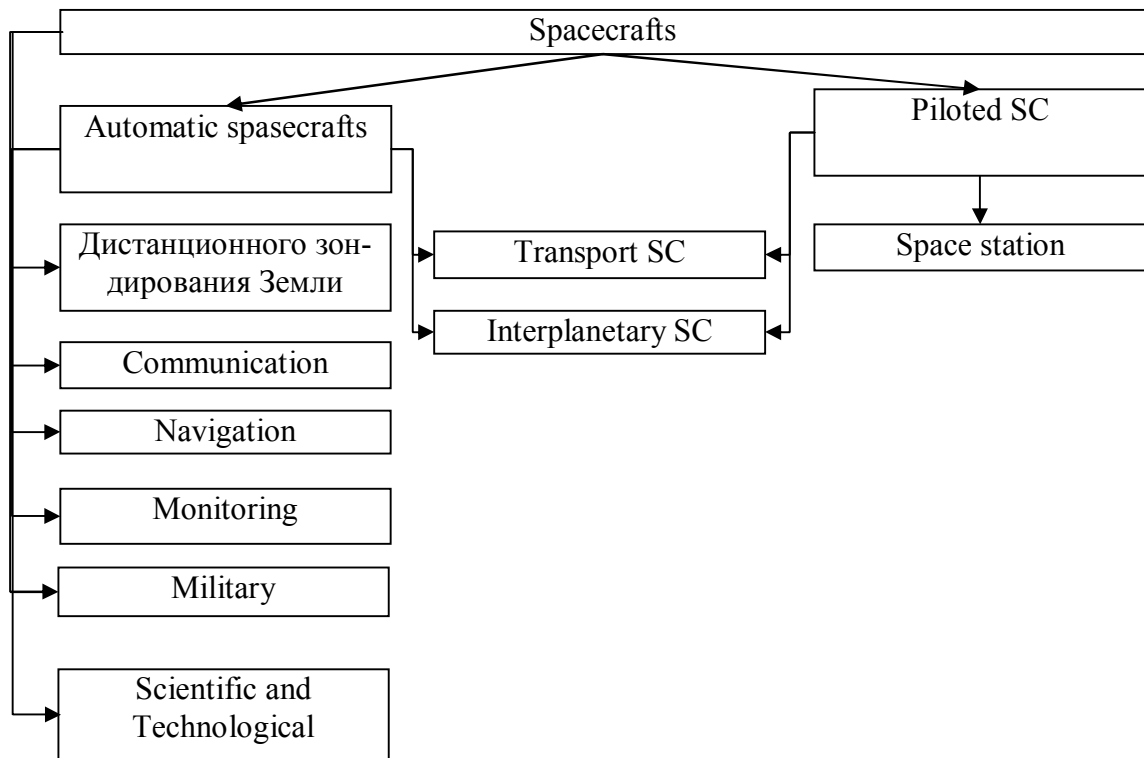 Spacecrafts
Automatic spasecrafts
Piloted SC
Дистанционного зон-
дирования Земли
Transport SC
Space station
Interplanetary SC
Communication
Navigation
Monitoring
Military
Scientific and
Technological